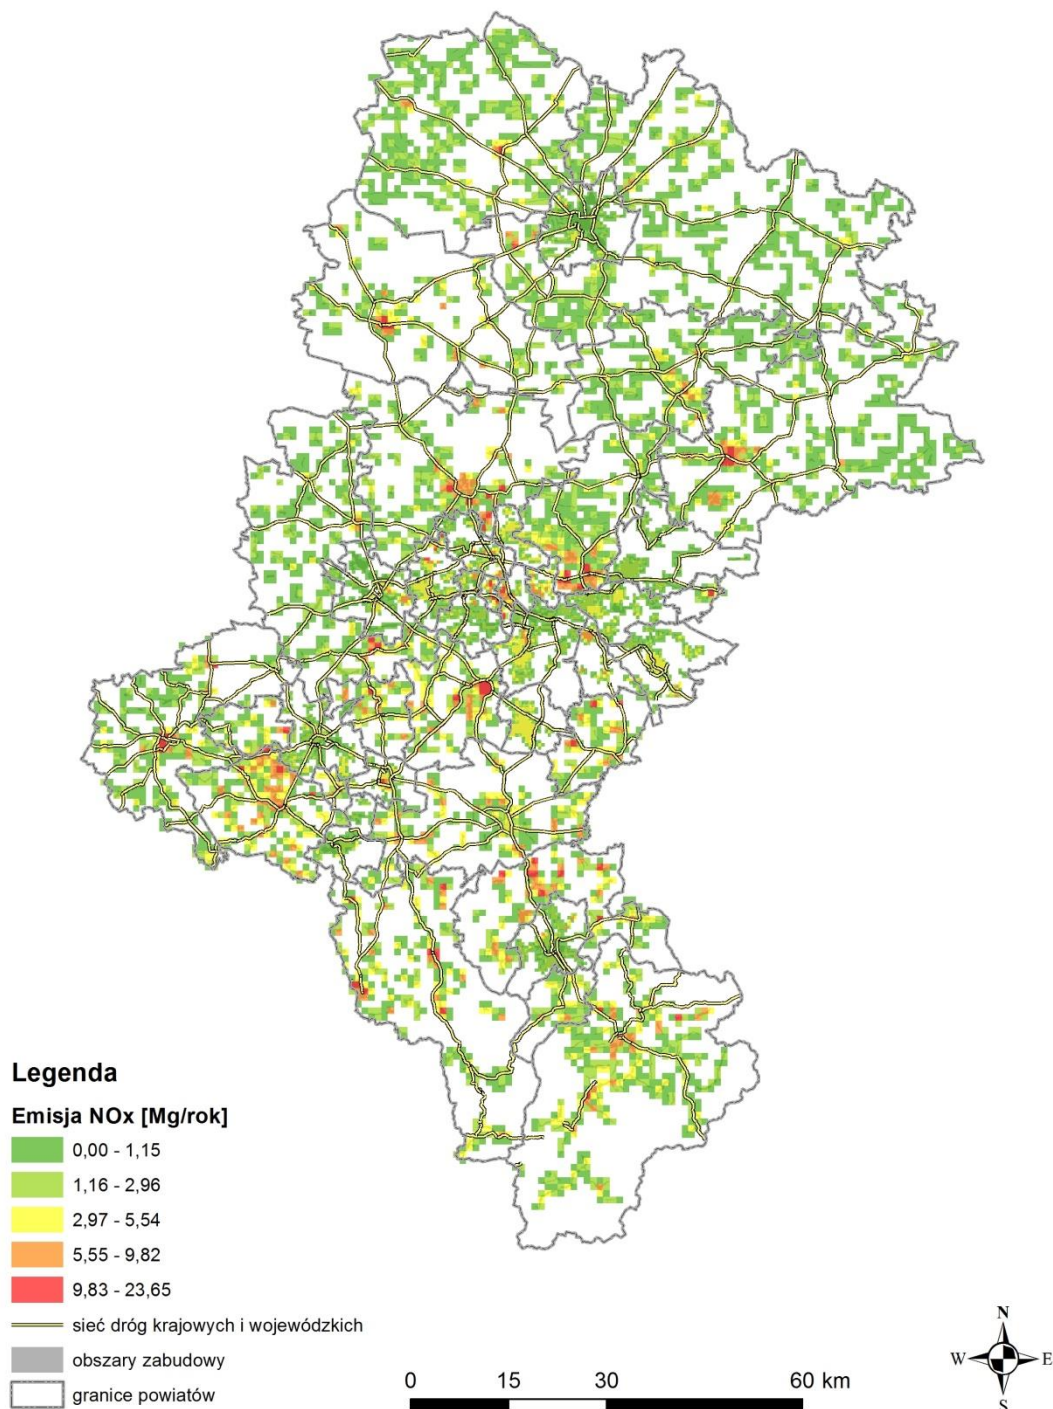 Legenda
Emisja NOx [Mg/rok]
0,00 - 1,15
1,16 - 2,96
2,97 - 5,54
5,55 - 9,82
9,83 - 23,65
sieć dróg krajowych i wojewódzkich
obszary zabudowy
granice powiatów
0 15 30 60 km
N
W E
S